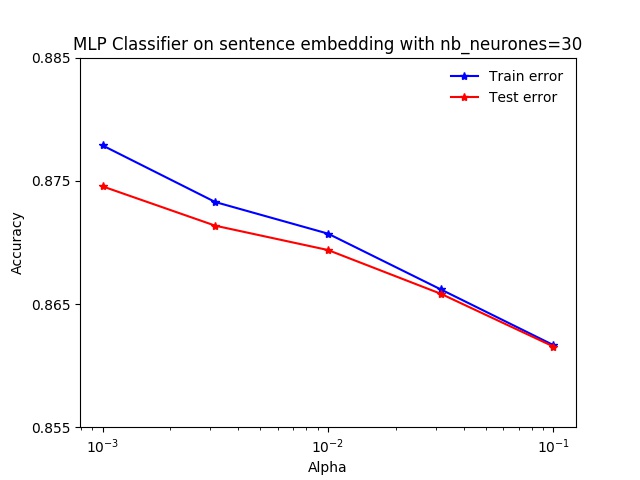 MLP Classifier on sentence embedding with nb_neurones=30
0.885
Train error
Test error
0.875
Accuracy
0.865
0.855
10⁻³
10⁻²
10⁻¹
Alpha